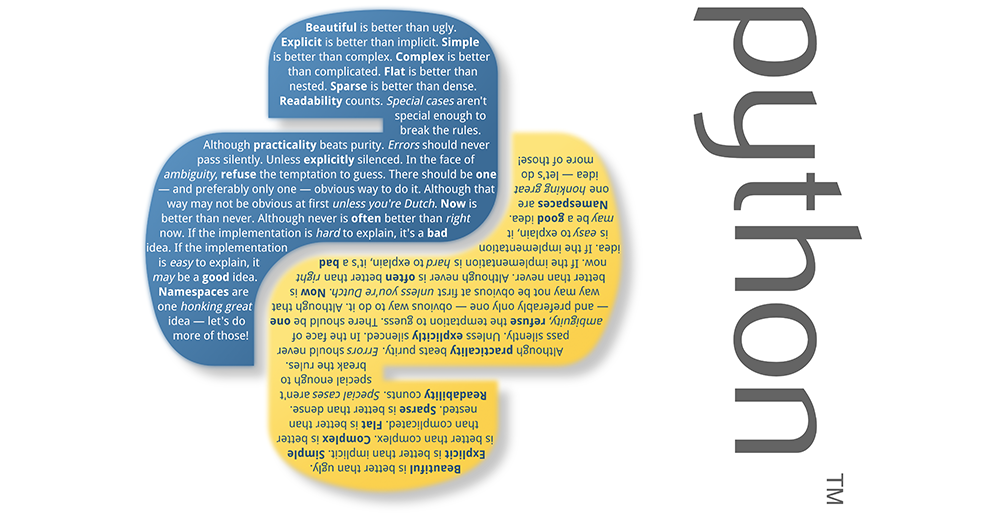 Beautiful is better than ugly.
Explicit is better than implicit. Simple
is better than complex. Complex is better
than complicated. Flat is better than
nested. Sparse is better than dense.
Readability counts. Special cases aren't
special enough to
break the rules.
Although practicality beats purity. Errors should never
pass silently. Unless explicitly silenced. In the face of
ambiguity, refuse the temptation to guess. There should be one
— and preferably only one — obvious way to do it. Although that
way may not be obvious at first unless you're Dutch. Now is
better than never. Although never is often better than right
now. If the implementation is hard to explain, it's a bad
idea. If the implementation
is easy to explain, it
may be a good idea.
Namespaces are
one honking great
idea — let's do
more of those!
Beautiful is better than ugly.
Explicit is better than implicit. Simple
is better than complex. Complex is better
than complicated. Flat is better than
nested. Sparse is better than dense.
Readability counts. Special cases aren't
special enough to
break the rules.
Although practicality beats purity. Errors should never
pass silently. Unless explicitly silenced. In the face of
ambiguity, refuse the temptation to guess. There should be one
— and preferably only one — obvious way to do it. Although that
way may not be obvious at first unless you're Dutch. Now is
better than never. Although never is often better than right
now. If the implementation is hard to explain, it's a bad
idea. If the implementation
is easy to explain, it
may be a good idea.
Namespaces are
one honking great
idea — let's do
more of those!
python
TM